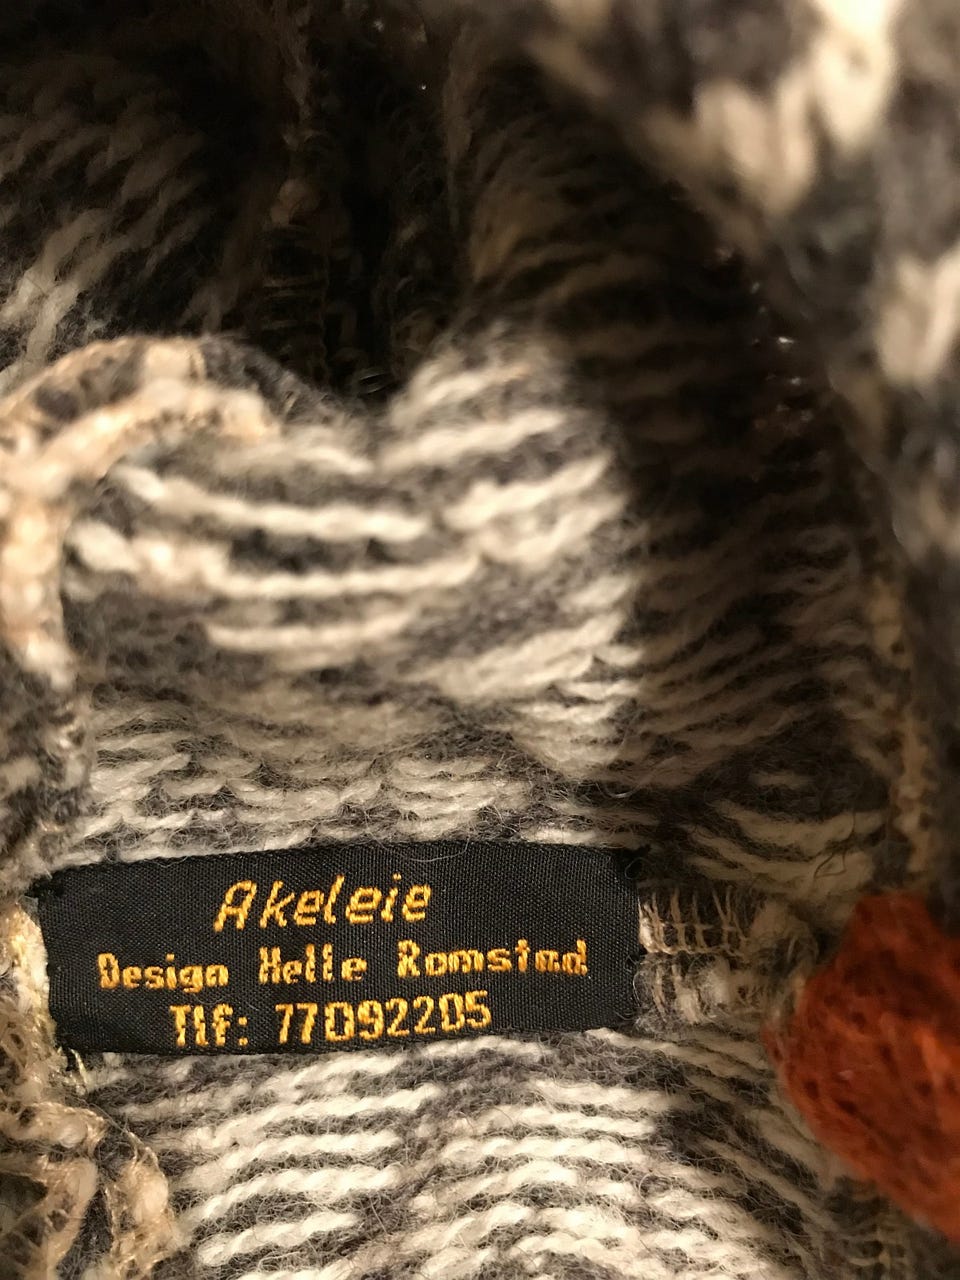 Akeleie
Design Helle Romstad
Tlf: 77092205